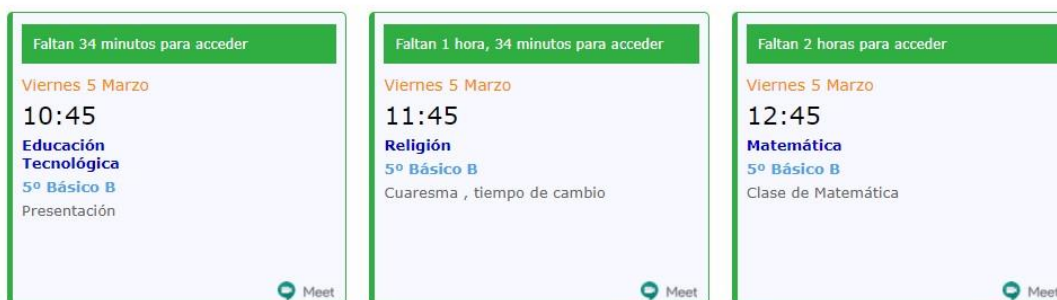 Faltan 34 minutos para acceder
Viernes 5 Marzo
10:45
Educación
Tecnológica
5º Básico B
Presentación
Meet
Faltan 1 hora, 34 minutos para acceder
Viernes 5 Marzo
11:45
Religión
5º Básico B
Cuaresma , tiempo de cambio
Meet
Faltan 2 horas para acceder
Viernes 5 Marzo
12:45
Matemática
5º Básico B
Clase de Matemática
Meet